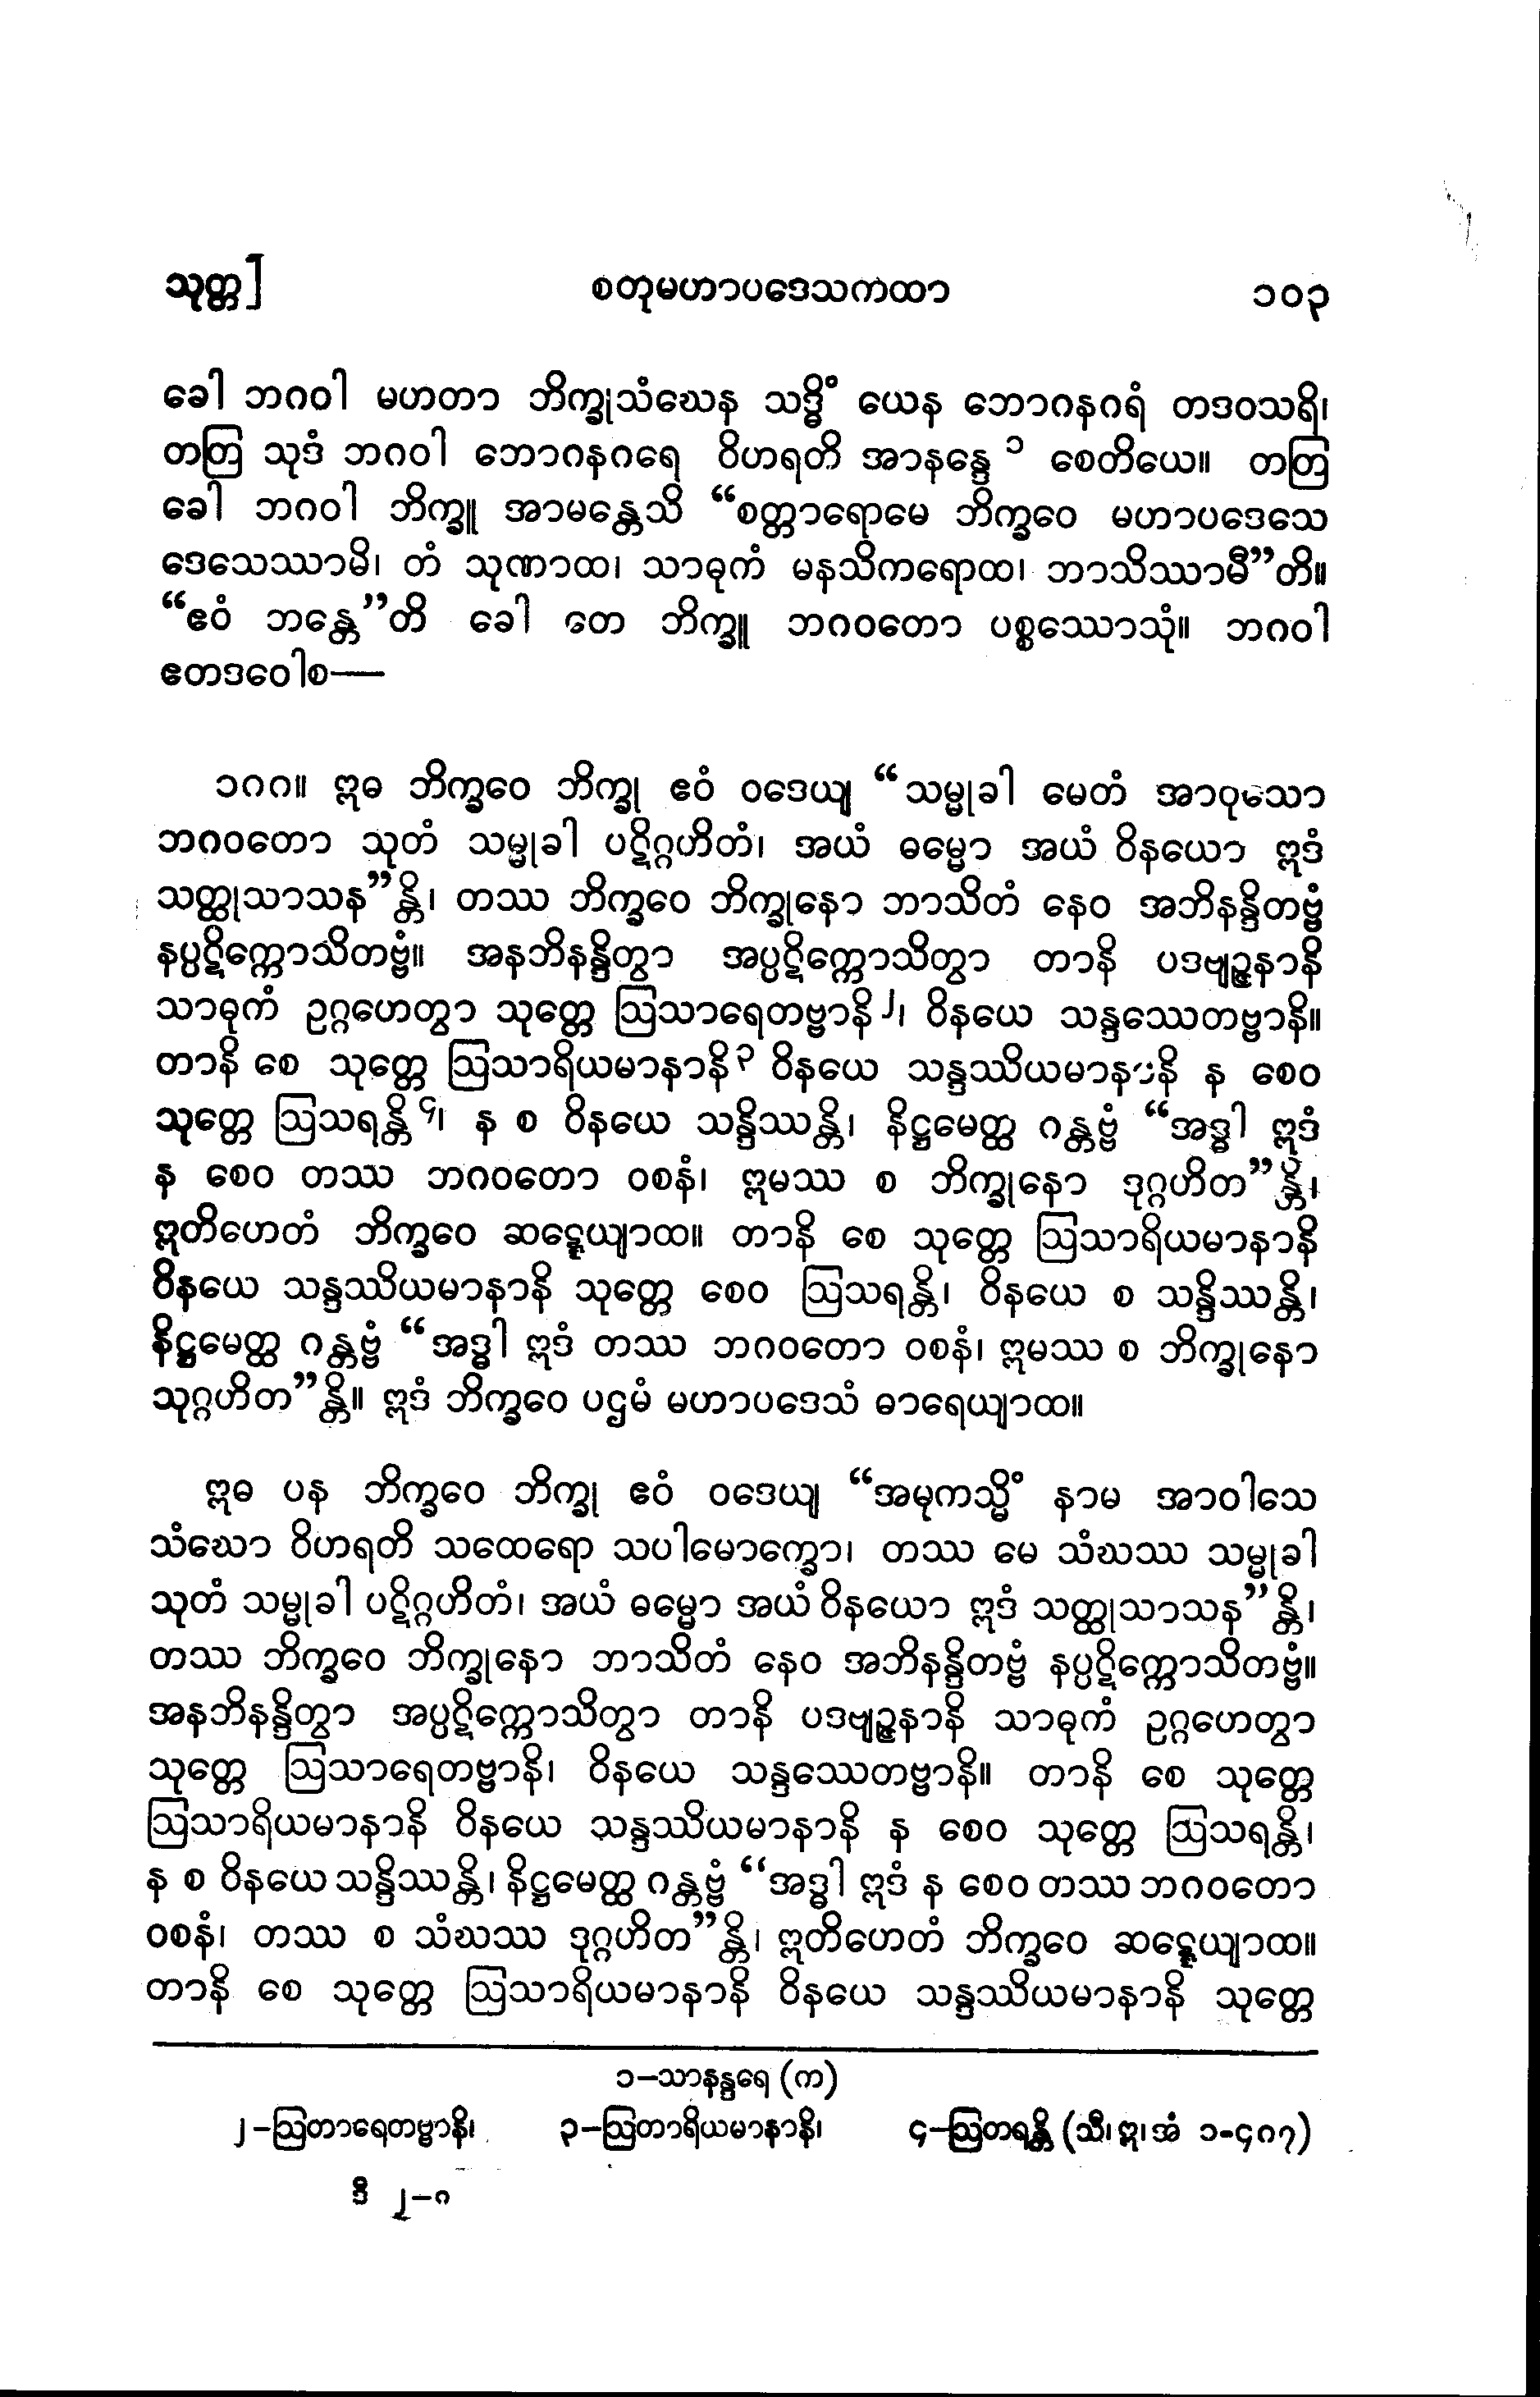 သုတ္တ]
စတုမဟာပဒေသကထာ
၁၀၃
ခေါ ဘဂဝါ မဟတာ ဘိက္ခုသံဃေန သဒ္ဓိံ ယေန ဘောဂနဂရံ တဒဝသရိ၊
တတြ သုဒံ ဘဂဝါ ဘောဂနဂရေ ဝိဟရတိ အာနန္ဒေ ၁ စေတိယေ။ တတြ
ခေါ ဘဂဝါ ဘိက္ခူ အာမန္တေသိ “စတ္တာရောမေ ဘိက္ခဝေ မဟာပဒေသေ
ဒေသေဿာမိ၊ တံ သုဏာထ၊ သာဓုကံ မနသိကရောထ၊ ဘာသိဿာမီ”တိ။
“ဧဝံ ဘန္တေ”တိ ခေါ တေ ဘိက္ခူ ဘဂဝတော ပစ္စဿောသုံ။ ဘဂဝါ
ဧတဒဝေါစ—
၁၈၈။ ဣဓ ဘိက္ခဝေ ဘိက္ခု ဧဝံ ဝဒေယျ “သမ္မုခါ မေတံ အာဝုသော
ဘဂဝတော သုတံ သမ္မုခါ ပဋိဂ္ဂဟိတံ၊ အယံ ဓမ္မော အယံ ဝိနယော ဣဒံ
သတ္ထုသာသန”န္တိ၊ တဿ ဘိက္ခဝေ ဘိက္ခုနော ဘာသိတံ နေဝ အဘိနန္ဒိတဗ္ဗံ
နပ္ပဋိက္ကောသိတဗ္ဗံ။ အနဘိနန္ဒိတွာ အပ္ပဋိက္ကောသိတွာ တာနိ ပဒဗျဉ္ဇနာနိ
သာဓုကံ ဥဂ္ဂဟေတွာ သုတ္တေ ဩသာရေတဗ္ဗာနိ၂၊ ဝိနယေ သန္ဒဿေတဗ္ဗာနိ။
တာနိ စေ သုတ္တေ ဩသာရိယမာနာနိ၃ ဝိနယေ သန္ဒဿိယမာနာနိ န စေဝ
သုတ္တေ ဩသရန္တိ၄၊ န စ ဝိနယေ သန္ဒိဿန္တိ၊ နိဋ္ဌမေတ္ထ ဂန္တဗ္ဗံ “အဒ္ဓါ ဣဒံ
န စေဝ တဿ ဘဂဝတော ဝစနံ၊ ဣမဿ စ ဘိက္ခုနော ဒုဂ္ဂဟိတ”န္တိ၊
ဣတိဟေတံ ဘိက္ခဝေ ဆဍ္ဍေယျာထ။ တာနိ စေ သုတ္တေ ဩသာရိယမာနာနိ
ဝိနယေ သန္ဒဿိယမာနာနိ သုတ္တေ စေဝ ဩသရန္တိ၊ ဝိနယေ စ သန္ဒိဿန္တိ၊
နိဋ္ဌမေတ္ထ ဂန္တဗ္ဗံ “အဒ္ဓါ ဣဒံ တဿ ဘဂဝတော ဝစနံ၊ ဣမဿ စ ဘိက္ခုနော
သုဂ္ဂဟိတ”န္တိ။ ဣဒံ ဘိက္ခဝေ ပဌမံ မဟာပဒေသံ ဓာရေယျာထ။
ဣဓ ပန ဘိက္ခဝေ ဘိက္ခု ဧဝံ ဝဒေယျ “အမုကသ္မိံ နာမ အာဝါသေ
သံဃော ဝိဟရတိ သထေရော သပါမောက္ခော၊ တဿ မေ သံဃဿ သမ္မုခါ
သုတံ သမ္မုခါ ပဋိဂ္ဂဟိတံ၊ အယံ ဓမ္မော အယံ ဝိနယော ဣဒံ သတ္ထုသာသန”န္တိ၊
တဿ ဘိက္ခဝေ ဘိက္ခုနော ဘာသိတံ နေဝ အဘိနန္ဒိတဗ္ဗံ နပ္ပဋိက္ကောသိတဗ္ဗံ။
အနဘိနန္ဒိတွာ အပ္ပဋိက္ကောသိတွာ တာနိ ပဒဗျဉ္ဇနာနိ သာဓုကံ ဥဂ္ဂဟေတွာ
သုတ္တေ ဩသာရေတဗ္ဗာနိ၊ ဝိနယေ သန္ဒဿေတဗ္ဗာနိ။ တာနိ စေ သုတ္တေ
ဩသာရိယမာနာနိ ဝိနယေ သန္ဒဿိယမာနာနိ န စေဝ သုတ္တေ ဩသရန္တိ၊
န စ ဝိနယေ သန္ဒိဿန္တိ၊ နိဋ္ဌမေတ္ထ ဂန္တဗ္ဗံ “အဒ္ဓါ ဣဒံ န စေဝ တဿ ဘဂဝတော
ဝစနံ၊ တဿ စ သံဃဿ ဒုဂ္ဂဟိတ”န္တိ၊ ဣတိဟေတံ ဘိက္ခဝေ ဆဍ္ဍေယျာထ။
တာနိ စေ သုတ္တေ ဩသာရိယမာနာနိ ဝိနယေ သန္ဒဿိယမာနာနိ သုတ္တေ
၁-သာနန္ဒရေ (က)
၂-ဩတာရေတဗ္ဗာနိ၊ ၃-ဩတာရိယမာနာနိ၊ ၄-ဩတရန္တိ (သီ၊ ဣ၊ အံ ၁-၄၈၇)
ဒီ ၂-၈